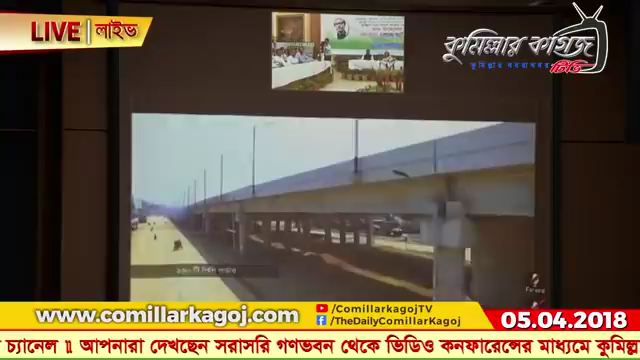 LIVE লাইভ
কুমিল্লার কাগজ
টিভি
www.comillarkagoj.com
/ComillarkagojTV
/TheDailyComillarKagoj
05.04.2018
চ্যানেল ॥ আপনারা দেখছেন সরাসরি গণভবন থেকে ভিডিও কনফারেন্সের মাধ্যমে